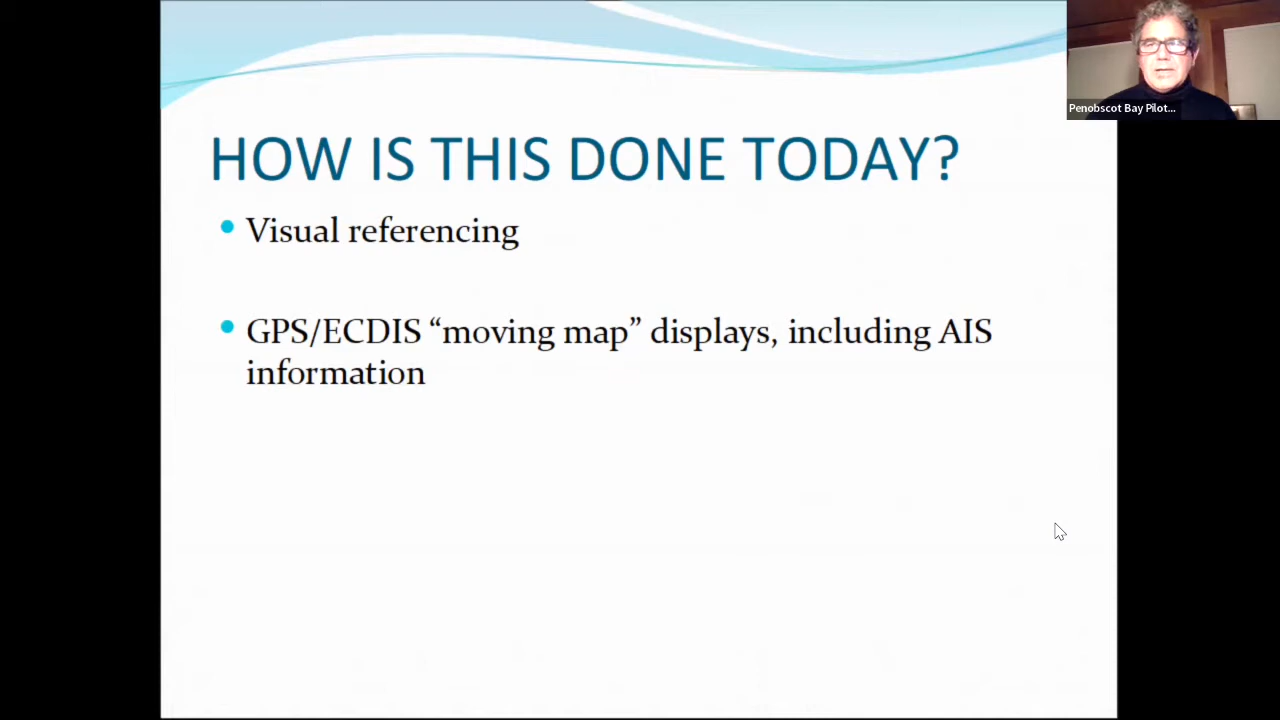 Penobscot Bay Pilot...
HOW IS THIS DONE TODAY?
Visual referencing
GPS/ECDIS “moving map” displays, including AIS
information